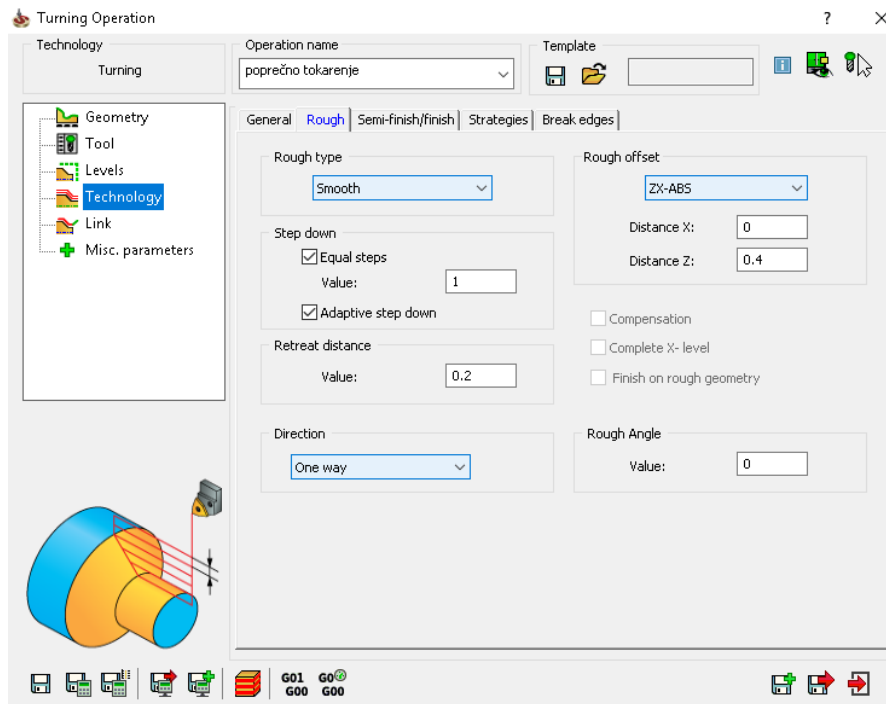 Turning Operation
?
Technology
Turning
Operation name
poprečno tokarenje
Template
Geometry
Tool
Levels
Technology
Link
Misc. parameters
General
Rough
Semi-finish/finish
Strategies
Break edges
Rough type
Smooth
Step down
Equal steps
Value:
1
Adaptive step down
Retreat distance
Value:
0.2
Direction
One way
Rough offset
ZX-ABS
Distance X:
0
Distance Z:
0.4
Compensation
Complete X- level
Finish on rough geometry
Rough Angle
Value:
0
G01
G00
G0
G00